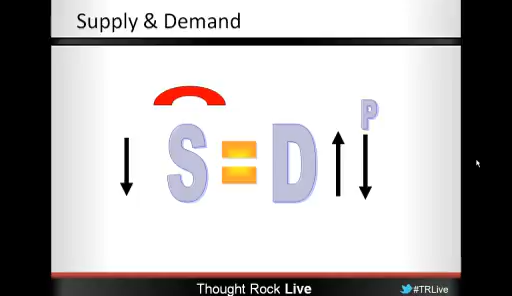 Supply & Demand
P
S = D
Thought Rock Live
#TRLive